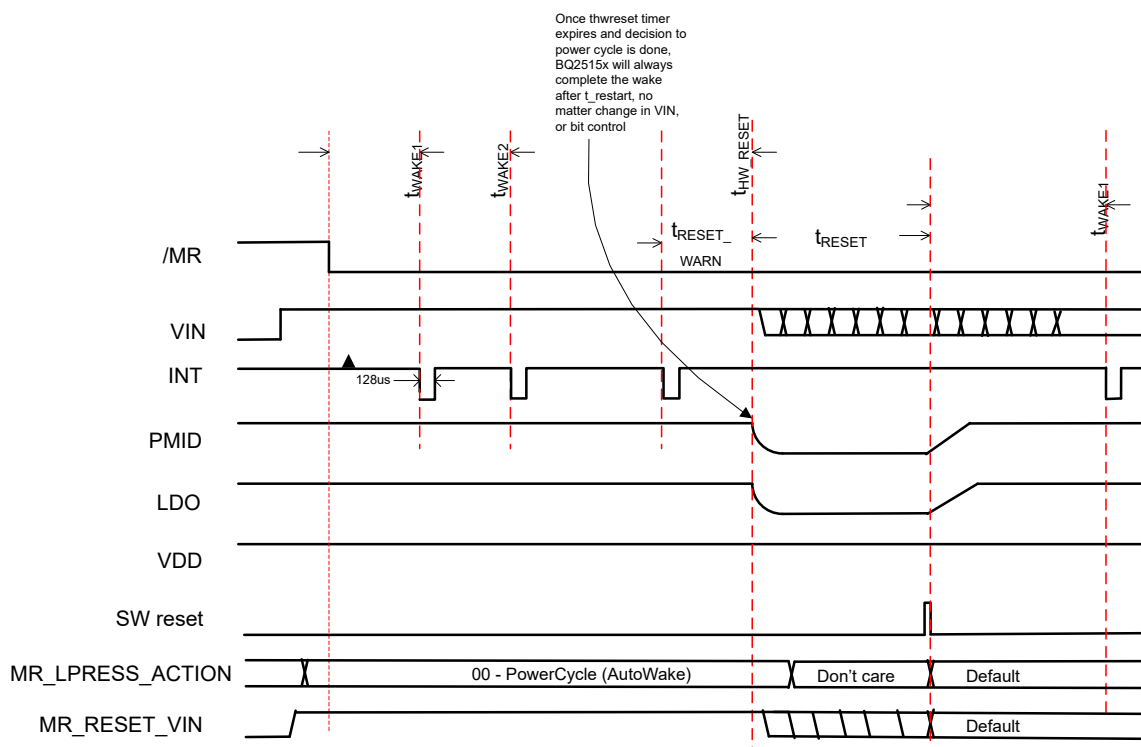 Once thwreset timer
expires and decision to
power cycle is done,
BQ2515x will always
complete the wake
after t_restart, no
matter change in VIN,
or bit control
tWAKE1
tWAKE2
tHW_RESET
tWAKE1
tRESET_
WARN
tRESET
/MR
VIN
INT
128us
PMID
LDO
VDD
SW reset
MR_LPRESS_ACTION
00 - PowerCycle (AutoWake)
Don't care
Default
MR_RESET_VIN
Default